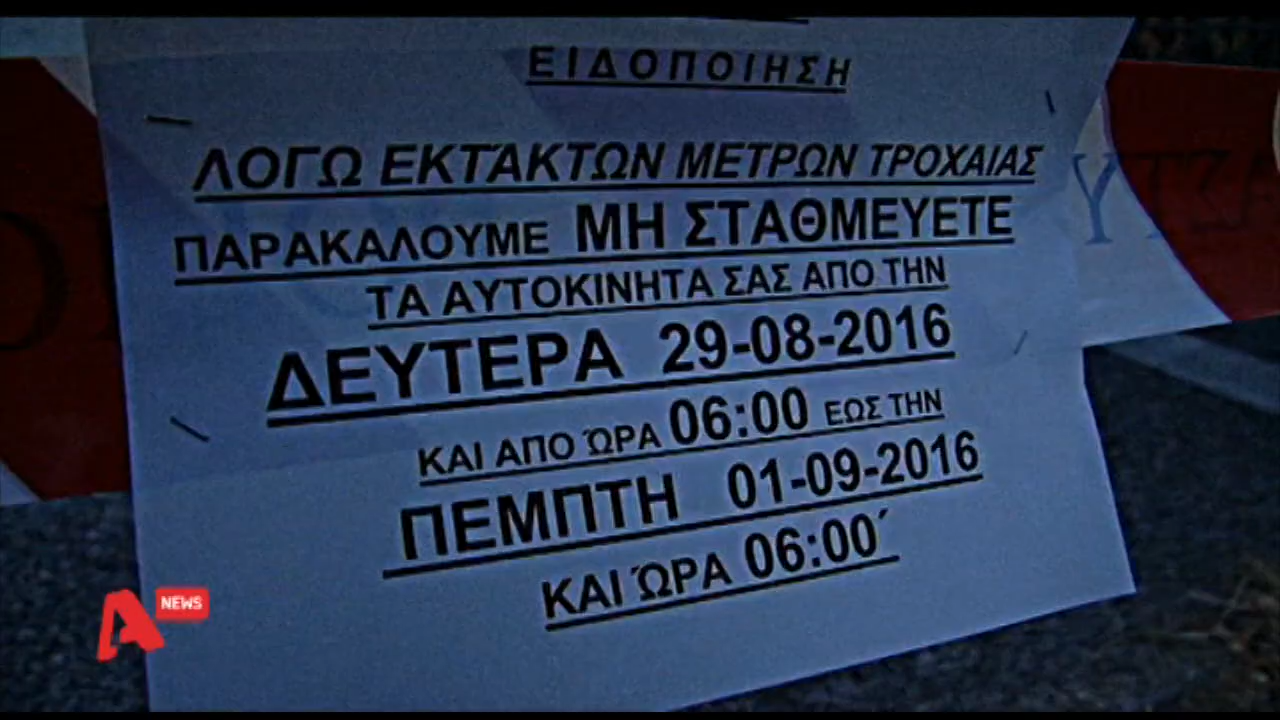 ΕΙΔΟΠΟΙΗΣΗ
ΛΟΓΩ ΕΚΤΆΚΤΩΝ ΜΕΤΡΩΝ ΤΡΟΧΑΙΑΣ
ΠΑΡΑΚΑΛΟΥΜΕ ΜΗ ΣΤΑΘΜΕΥΕΤΕ
ΤΑ ΑΥΤΟΚΙΝΗΤΑ ΣΑΣ ΑΠΟ ΤΗΝ
ΔΕΥΤΕΡΑ 29-08-2016
ΚΑΙ ΑΠΟ ΏΡΑ 06:00 ΕΩΣ ΤΗΝ
ΠΕΜΠΤΗ 01-09-2016
ΚΑΙ ΏΡΑ 06:00΄
A NEWS